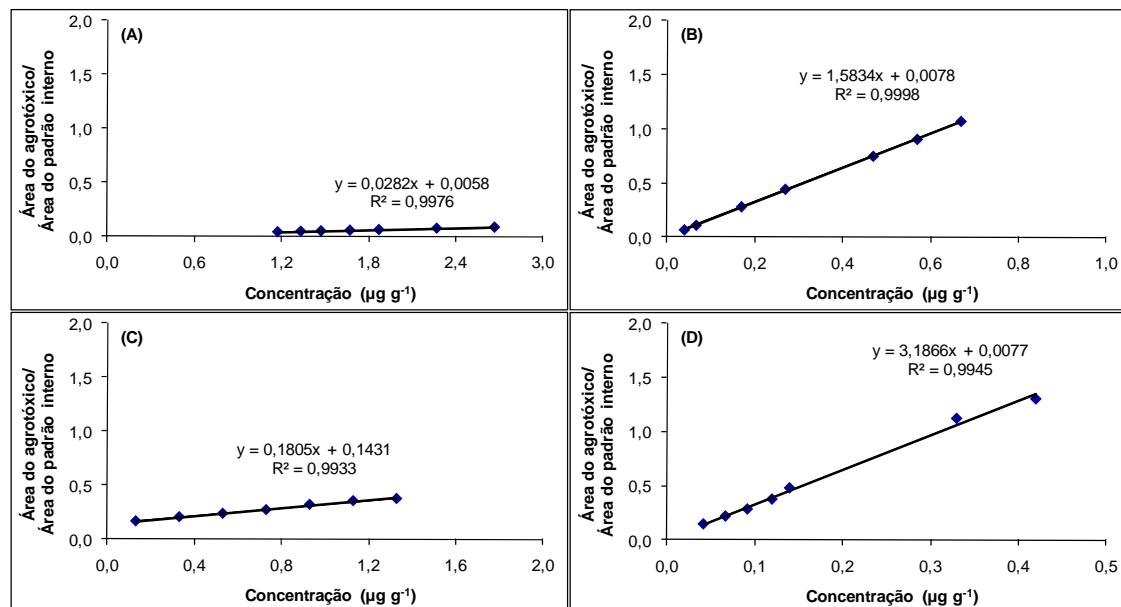 (A)
Área do agrotóxico/
Área do padrão interno
2,0
1,5
1,0
0,5
0,0
y = 0,0282x + 0,0058
R² = 0,9976
0,0 0,6 1,2 1,8 2,4 3,0
Concentração (µg g⁻¹)
(B)
Área do agrotóxico/
Área do padrão interno
2,0
1,5
1,0
0,5
0,0
y = 1,5834x + 0,0078
R² = 0,9998
0,0 0,2 0,4 0,6 0,8 1,0
Concentração (µg g⁻¹)
(C)
Área do agrotóxico/
Área do padrão interno
2,0
1,5
1,0
0,5
0,0
y = 0,1805x + 0,1431
R² = 0,9933
0,0 0,4 0,8 1,2 1,6 2,0
Concentração (µg g⁻¹)
(D)
Área do agrotóxico/
Área do padrão interno
2,0
1,5
1,0
0,5
0,0
y = 3,1866x + 0,0077
R² = 0,9945
0,0 0,1 0,2 0,3 0,4 0,5
Concentração (µg g⁻¹)